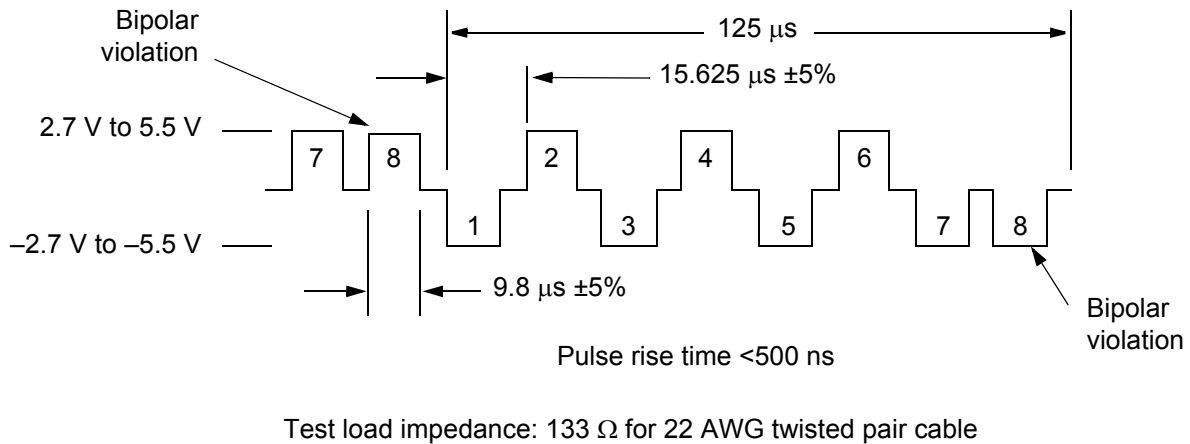 Bipolar
violation
125 μs
15.625 μs ±5%
2.7 V to 5.5 V
7
8
2
4
6
1
3
5
7
8
–2.7 V to –5.5 V
9.8 μs ±5%
Bipolar
violation
Pulse rise time <500 ns
Test load impedance: 133 Ω for 22 AWG twisted pair cable